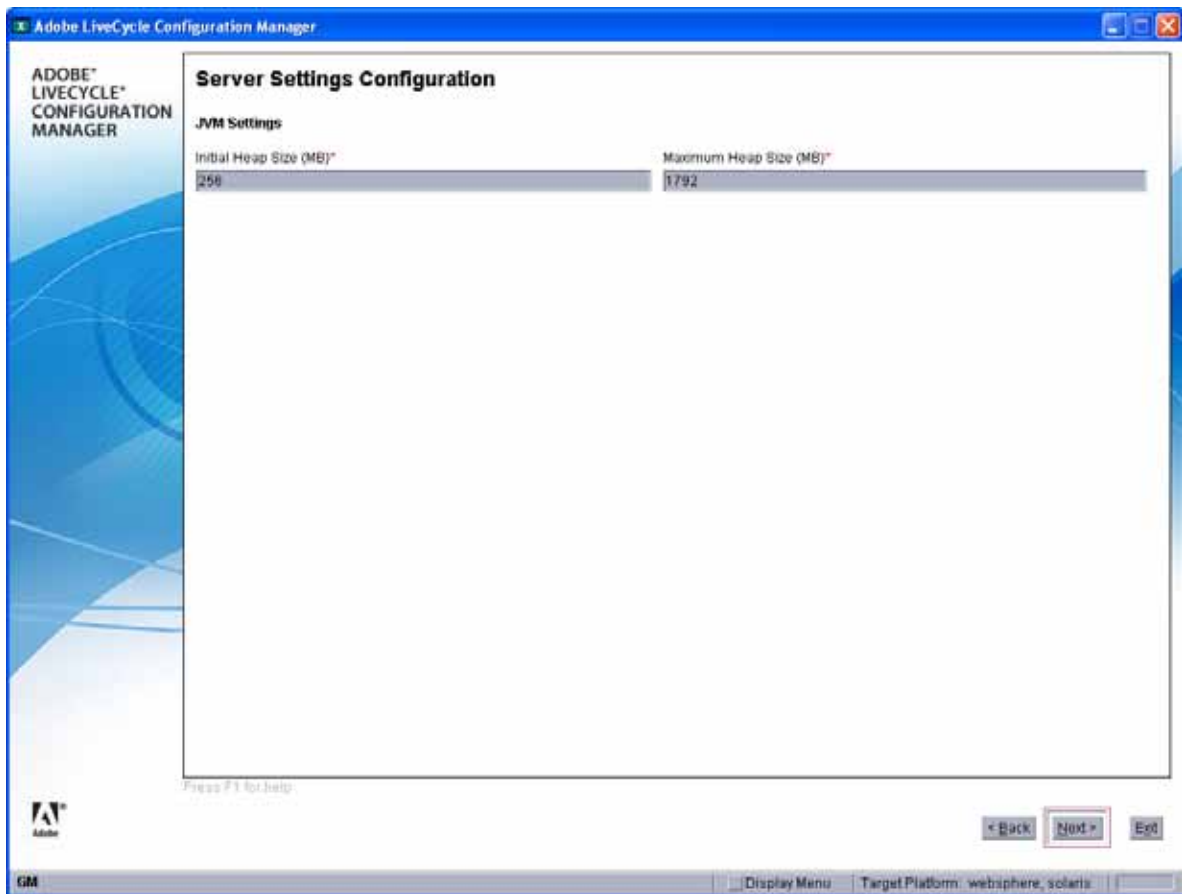 Adobe LiveCycle Configuration Manager
ADOBE®
LIVECYCLE®
CONFIGURATION
MANAGER
Server Settings Configuration
JVM Settings
Initial Heap Size (MB)*
Maximum Heap Size (MB)*
256
1792
Press F1 for help
Adobe
< Back
Next >
Exit
GM
Display Menu
Target Platform: websphere, solaris